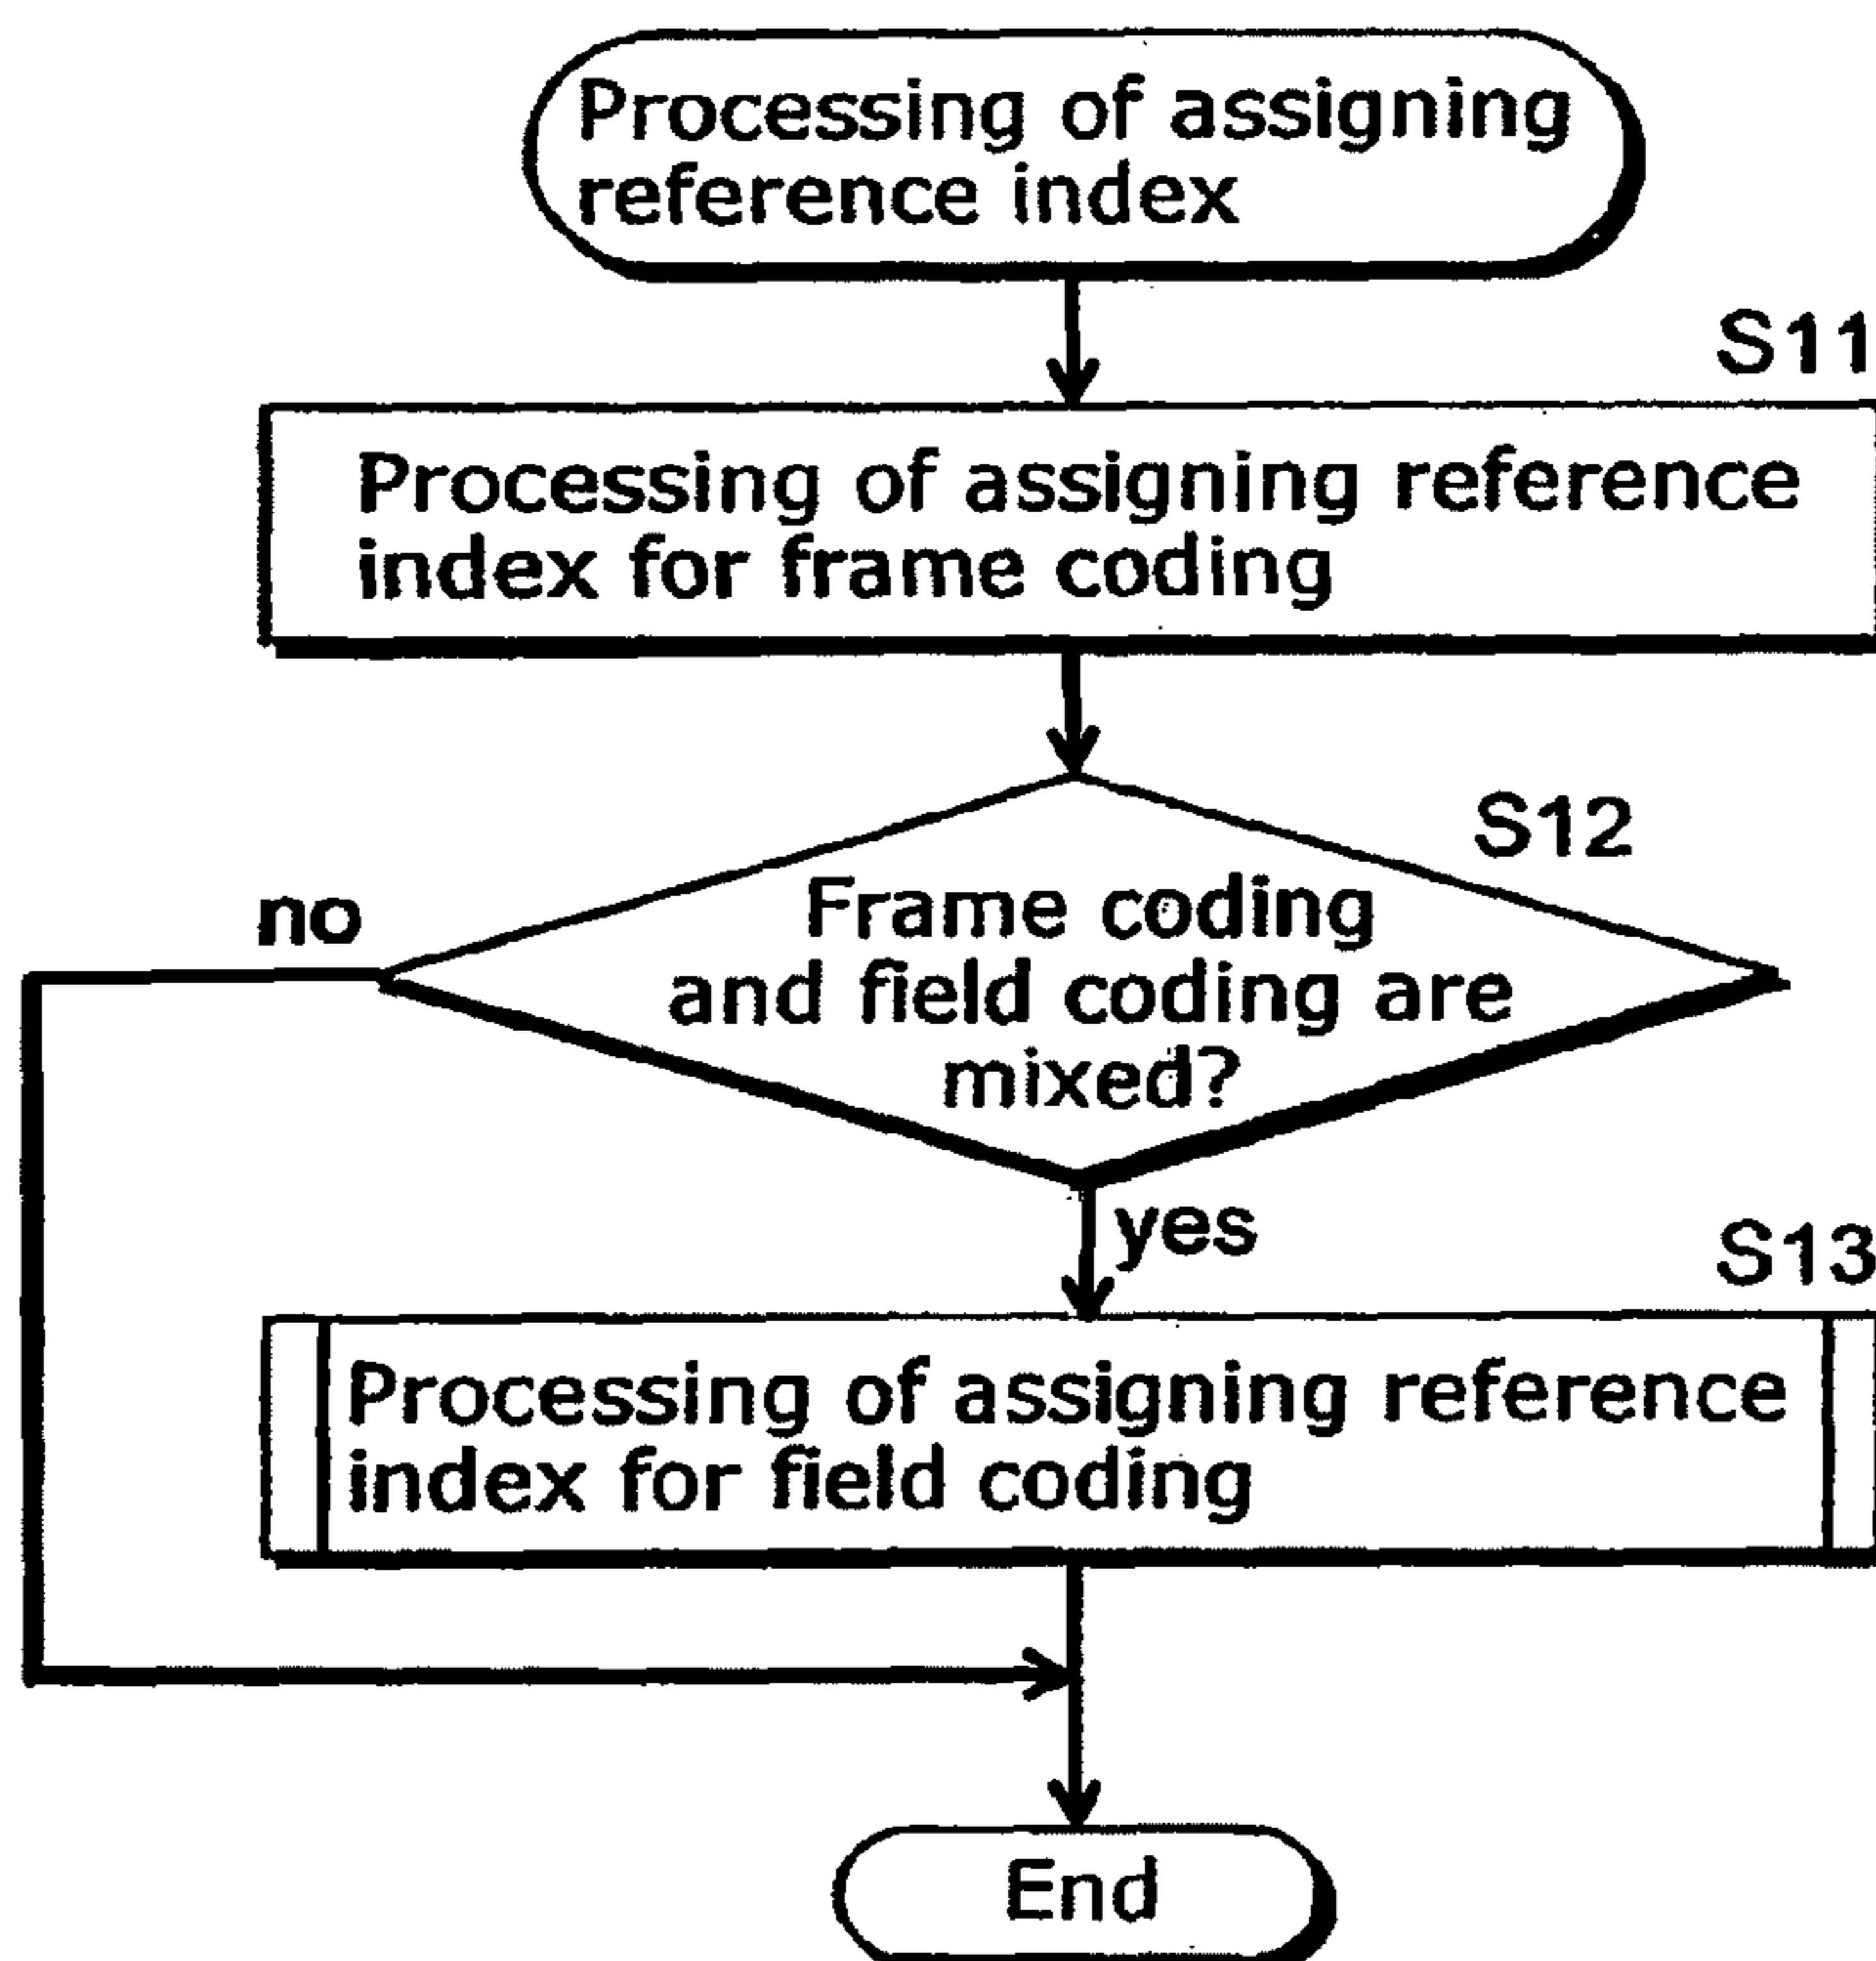 Processing of assigning
reference index
S11
Processing of assigning reference
index for frame coding
S12
no
Frame coding
and field coding are
mixed?
yes
S13
Processing of assigning reference
index for field coding
End